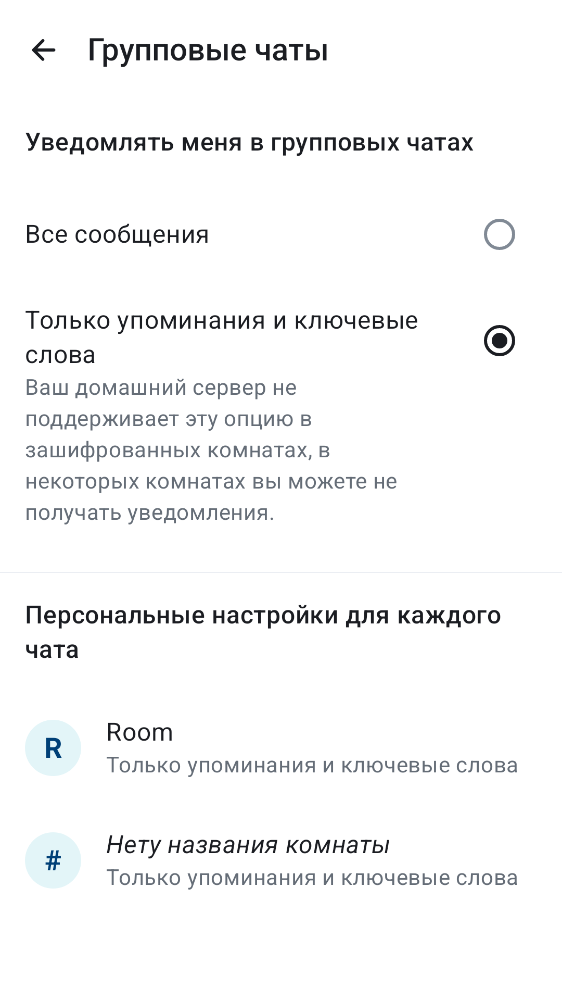 Групповые чаты
Уведомлять меня в групповых чатах
Все сообщения
Только упоминания и ключевые
слова
Ваш домашний сервер не
поддерживает эту опцию в
зашифрованных комнатах, в
некоторых комнатах вы можете не
получать уведомления.
Персональные настройки для каждого
чата
R
Room
Только упоминания и ключевые слова
#
Нету названия комнаты
Только упоминания и ключевые слова